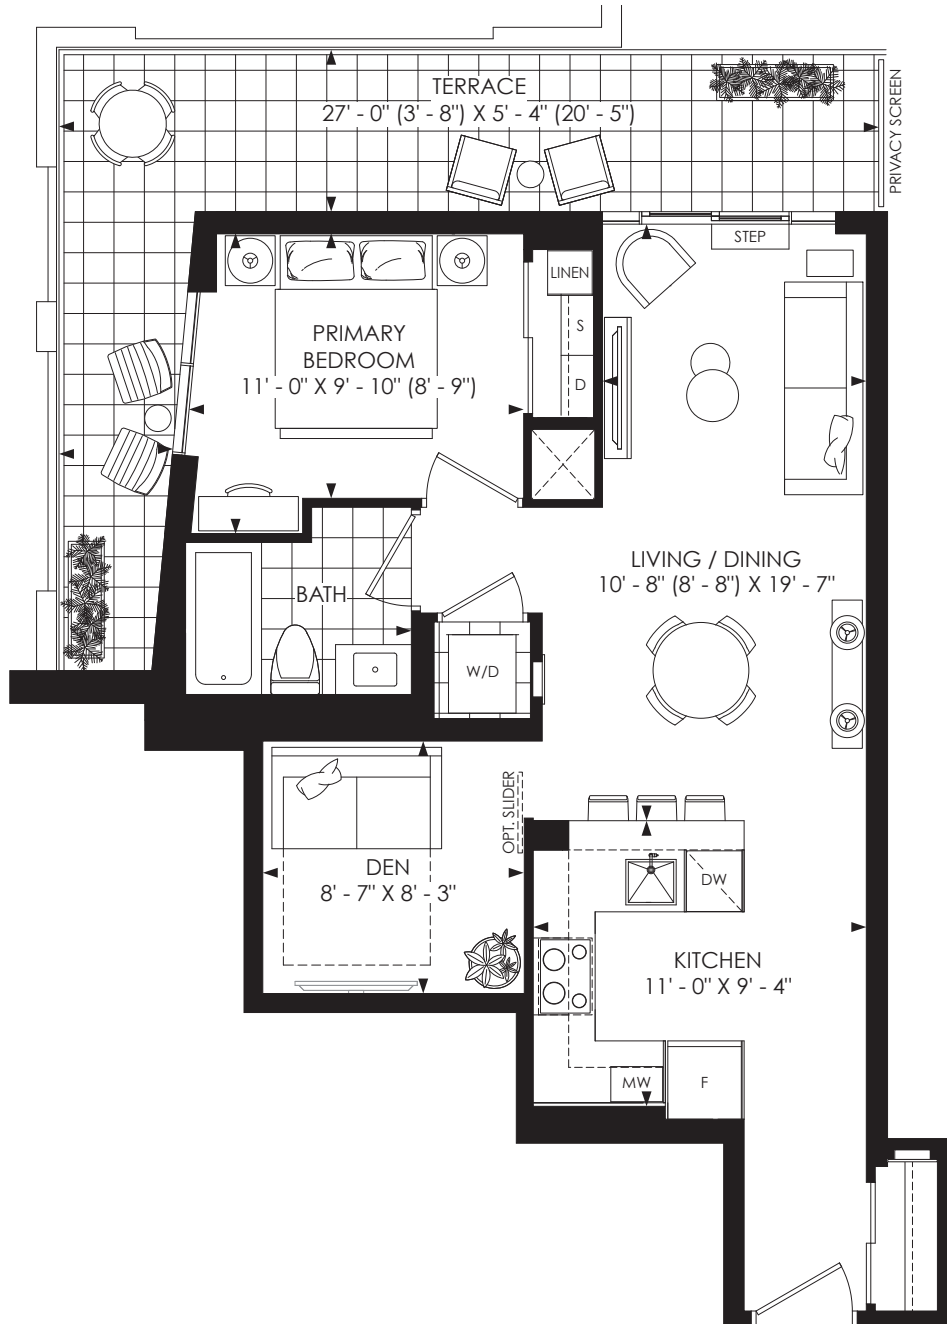 TERRACE
27' - 0" (3' - 8") X 5' - 4" (20' - 5")
PRIVACY SCREEN
STEP
LINEN
S
D
PRIMARY
BEDROOM
11' - 0" X 9' - 10" (8' - 9")
LIVING / DINING
10' - 8" (8' - 8") X 19' - 7"
BATH
W/D
OPT. SLIDER
DEN
8' - 7" X 8' - 3"
DW
KITCHEN
11' - 0" X 9' - 4"
MW
F